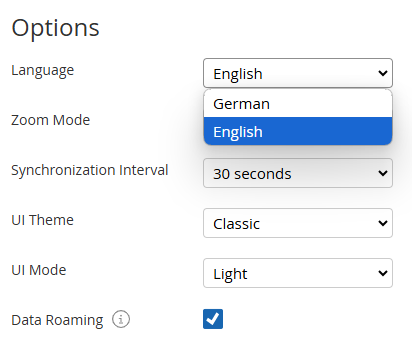 Options
Language
English
German
English
Zoom Mode
Synchronization Interval
30 seconds
UI Theme
Classic
UI Mode
Light
Data Roaming